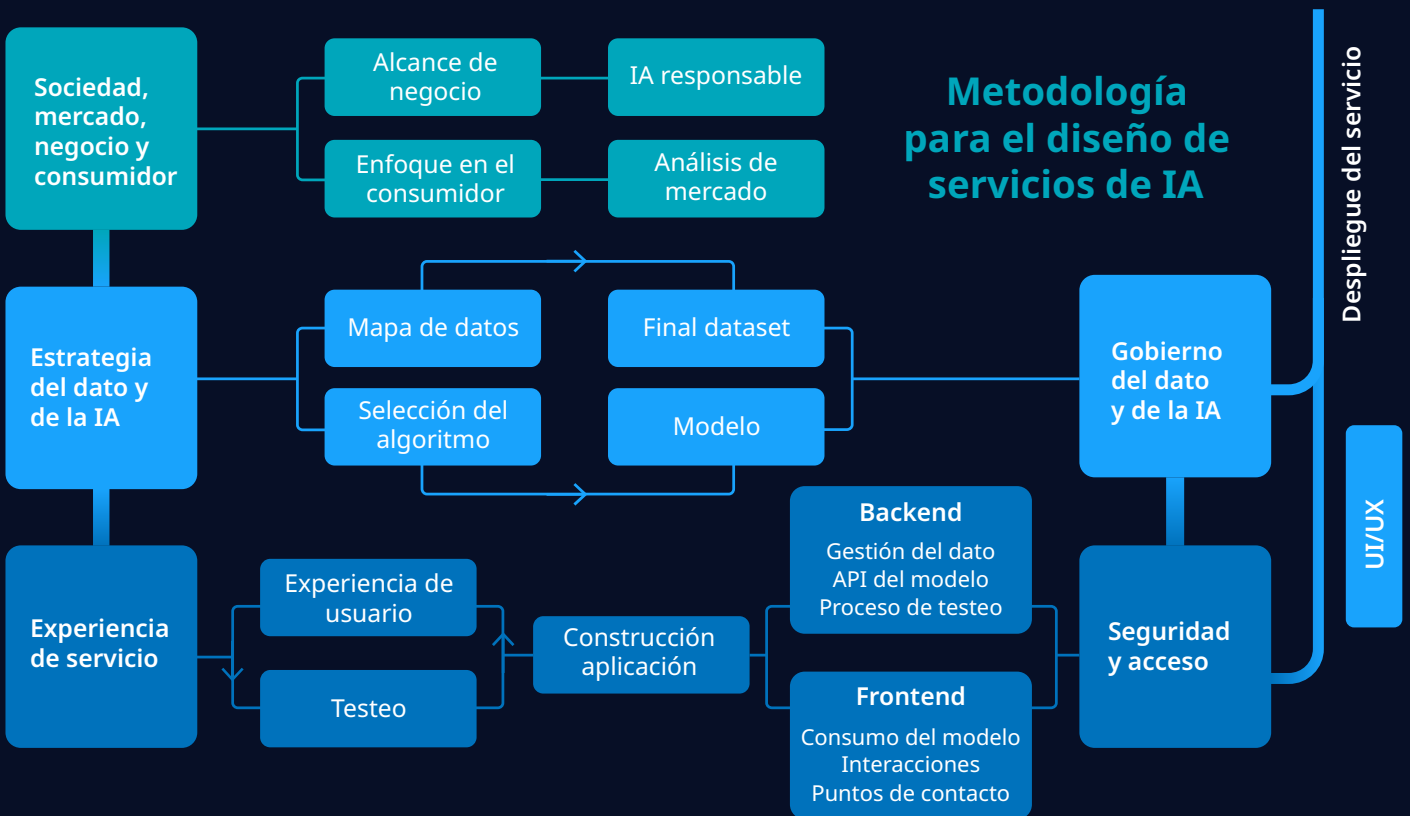 Sociedad,
mercado,
negocio y
consumidor
Alcance de
negocio
IA responsable
Enfoque en el
consumidor
Análisis de
mercado
Metodología
para el diseño de
servicios de IA
Despliegue del servicio
Estrategia
del dato y
de la IA
Mapa de datos
Final dataset
Selección del
algoritmo
Modelo
Gobierno
del dato
y de la IA
UI/UX
Experiencia
de servicio
Experiencia de
usuario
Testeo
Construcción
aplicación
Backend
Gestión del dato
API del modelo
Proceso de testeo
Frontend
Consumo del modelo
Interacciones
Puntos de contacto
Seguridad
y acceso